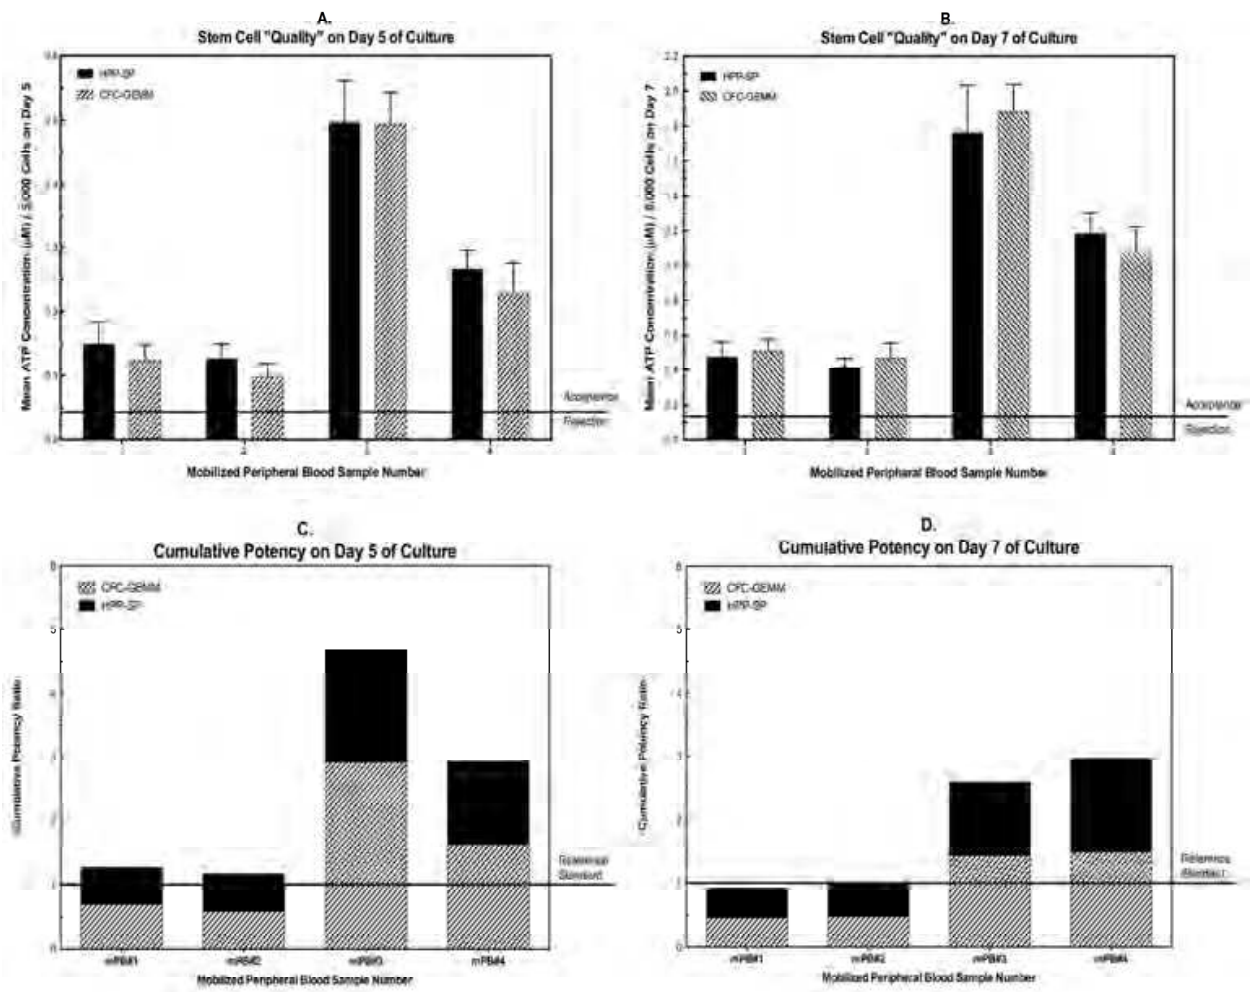 A.
Stem Cell "Quality" on Day 5 of Culture
HPP-SP
CFC-GEMM
Mean ATP Concentration (µM) / 5,000 Cells on Day 5
Acceptance
Rejection
Mobilized Peripheral Blood Sample Number
B.
Stem Cell "Quality" on Day 7 of Culture
HPP-SP
CFC-GEMM
Mean ATP Concentration (µM) / 5,000 Cells on Day 7
Acceptance
Rejection
Mobilized Peripheral Blood Sample Number
C.
Cumulative Potency on Day 5 of Culture
CFC-GEMM
HPP-SP
Cumulative Potency Ratio
5
Reference
Standard
mPB#1 mPB#2 mPB#3 mPB#4
Mobilized Peripheral Blood Sample Number
D.
Cumulative Potency on Day 7 of Culture
CFC-GEMM
HPP-SP
Cumulative Potency Ratio
5
4
3
2
Reference
Standard
mPB#1 mPB#2 mPB#3 mPB#4
Mobilized Peripheral Blood Sample Number